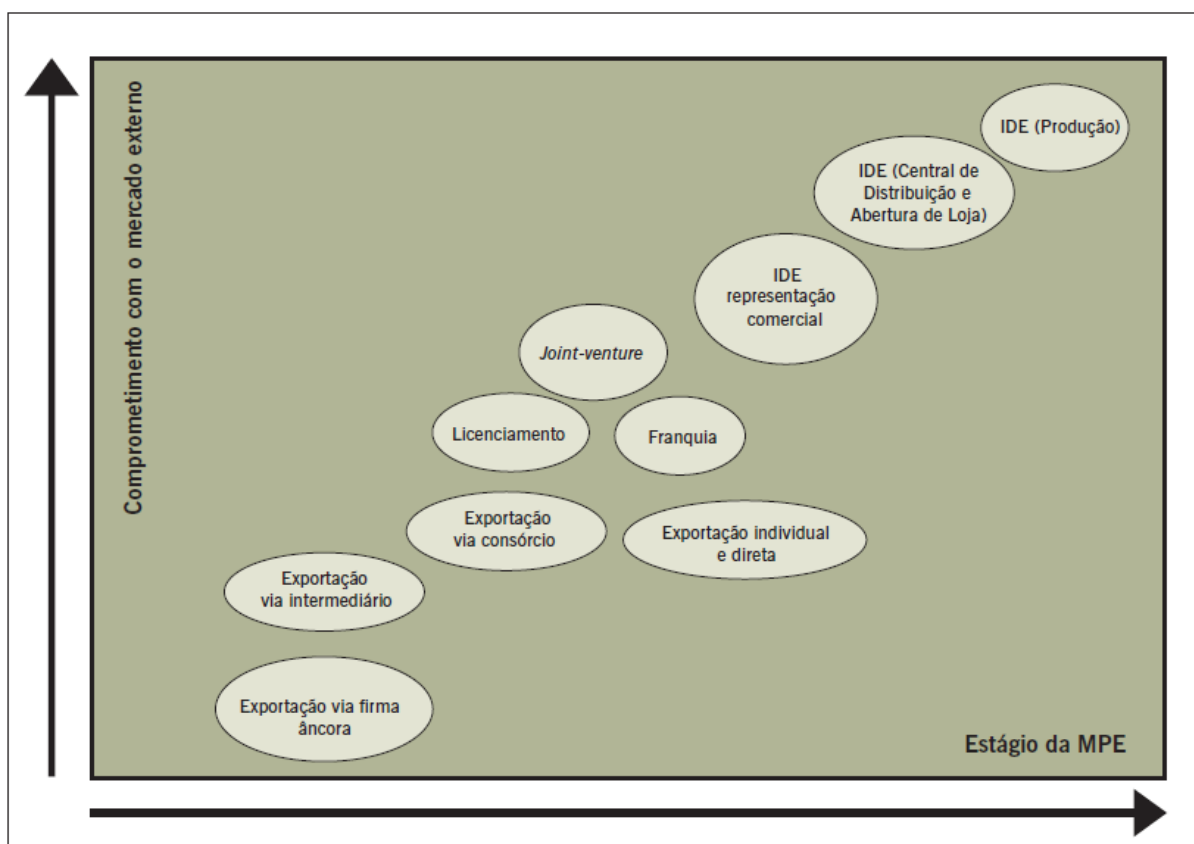 Comprometimento com o mercado externo
IDE (Produção)
IDE (Central de
Distribuição e
Abertura de Loja)
IDE
representação
comercial
Joint-venture
Licenciamento
Franquia
Exportação
via consórcio
Exportação individual
e direta
Exportação
via intermediário
Exportação via firma
âncora
Estágio da MPE